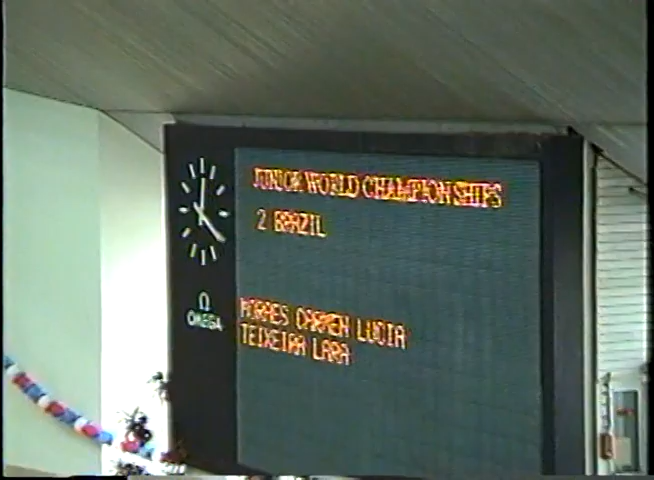 JUNIOR WORLD CHAMPIONSHIPS
2 BRAZIL
Ω
OMEGA
MORAES CARMEN LUCIA
TEIXEIRA LARA